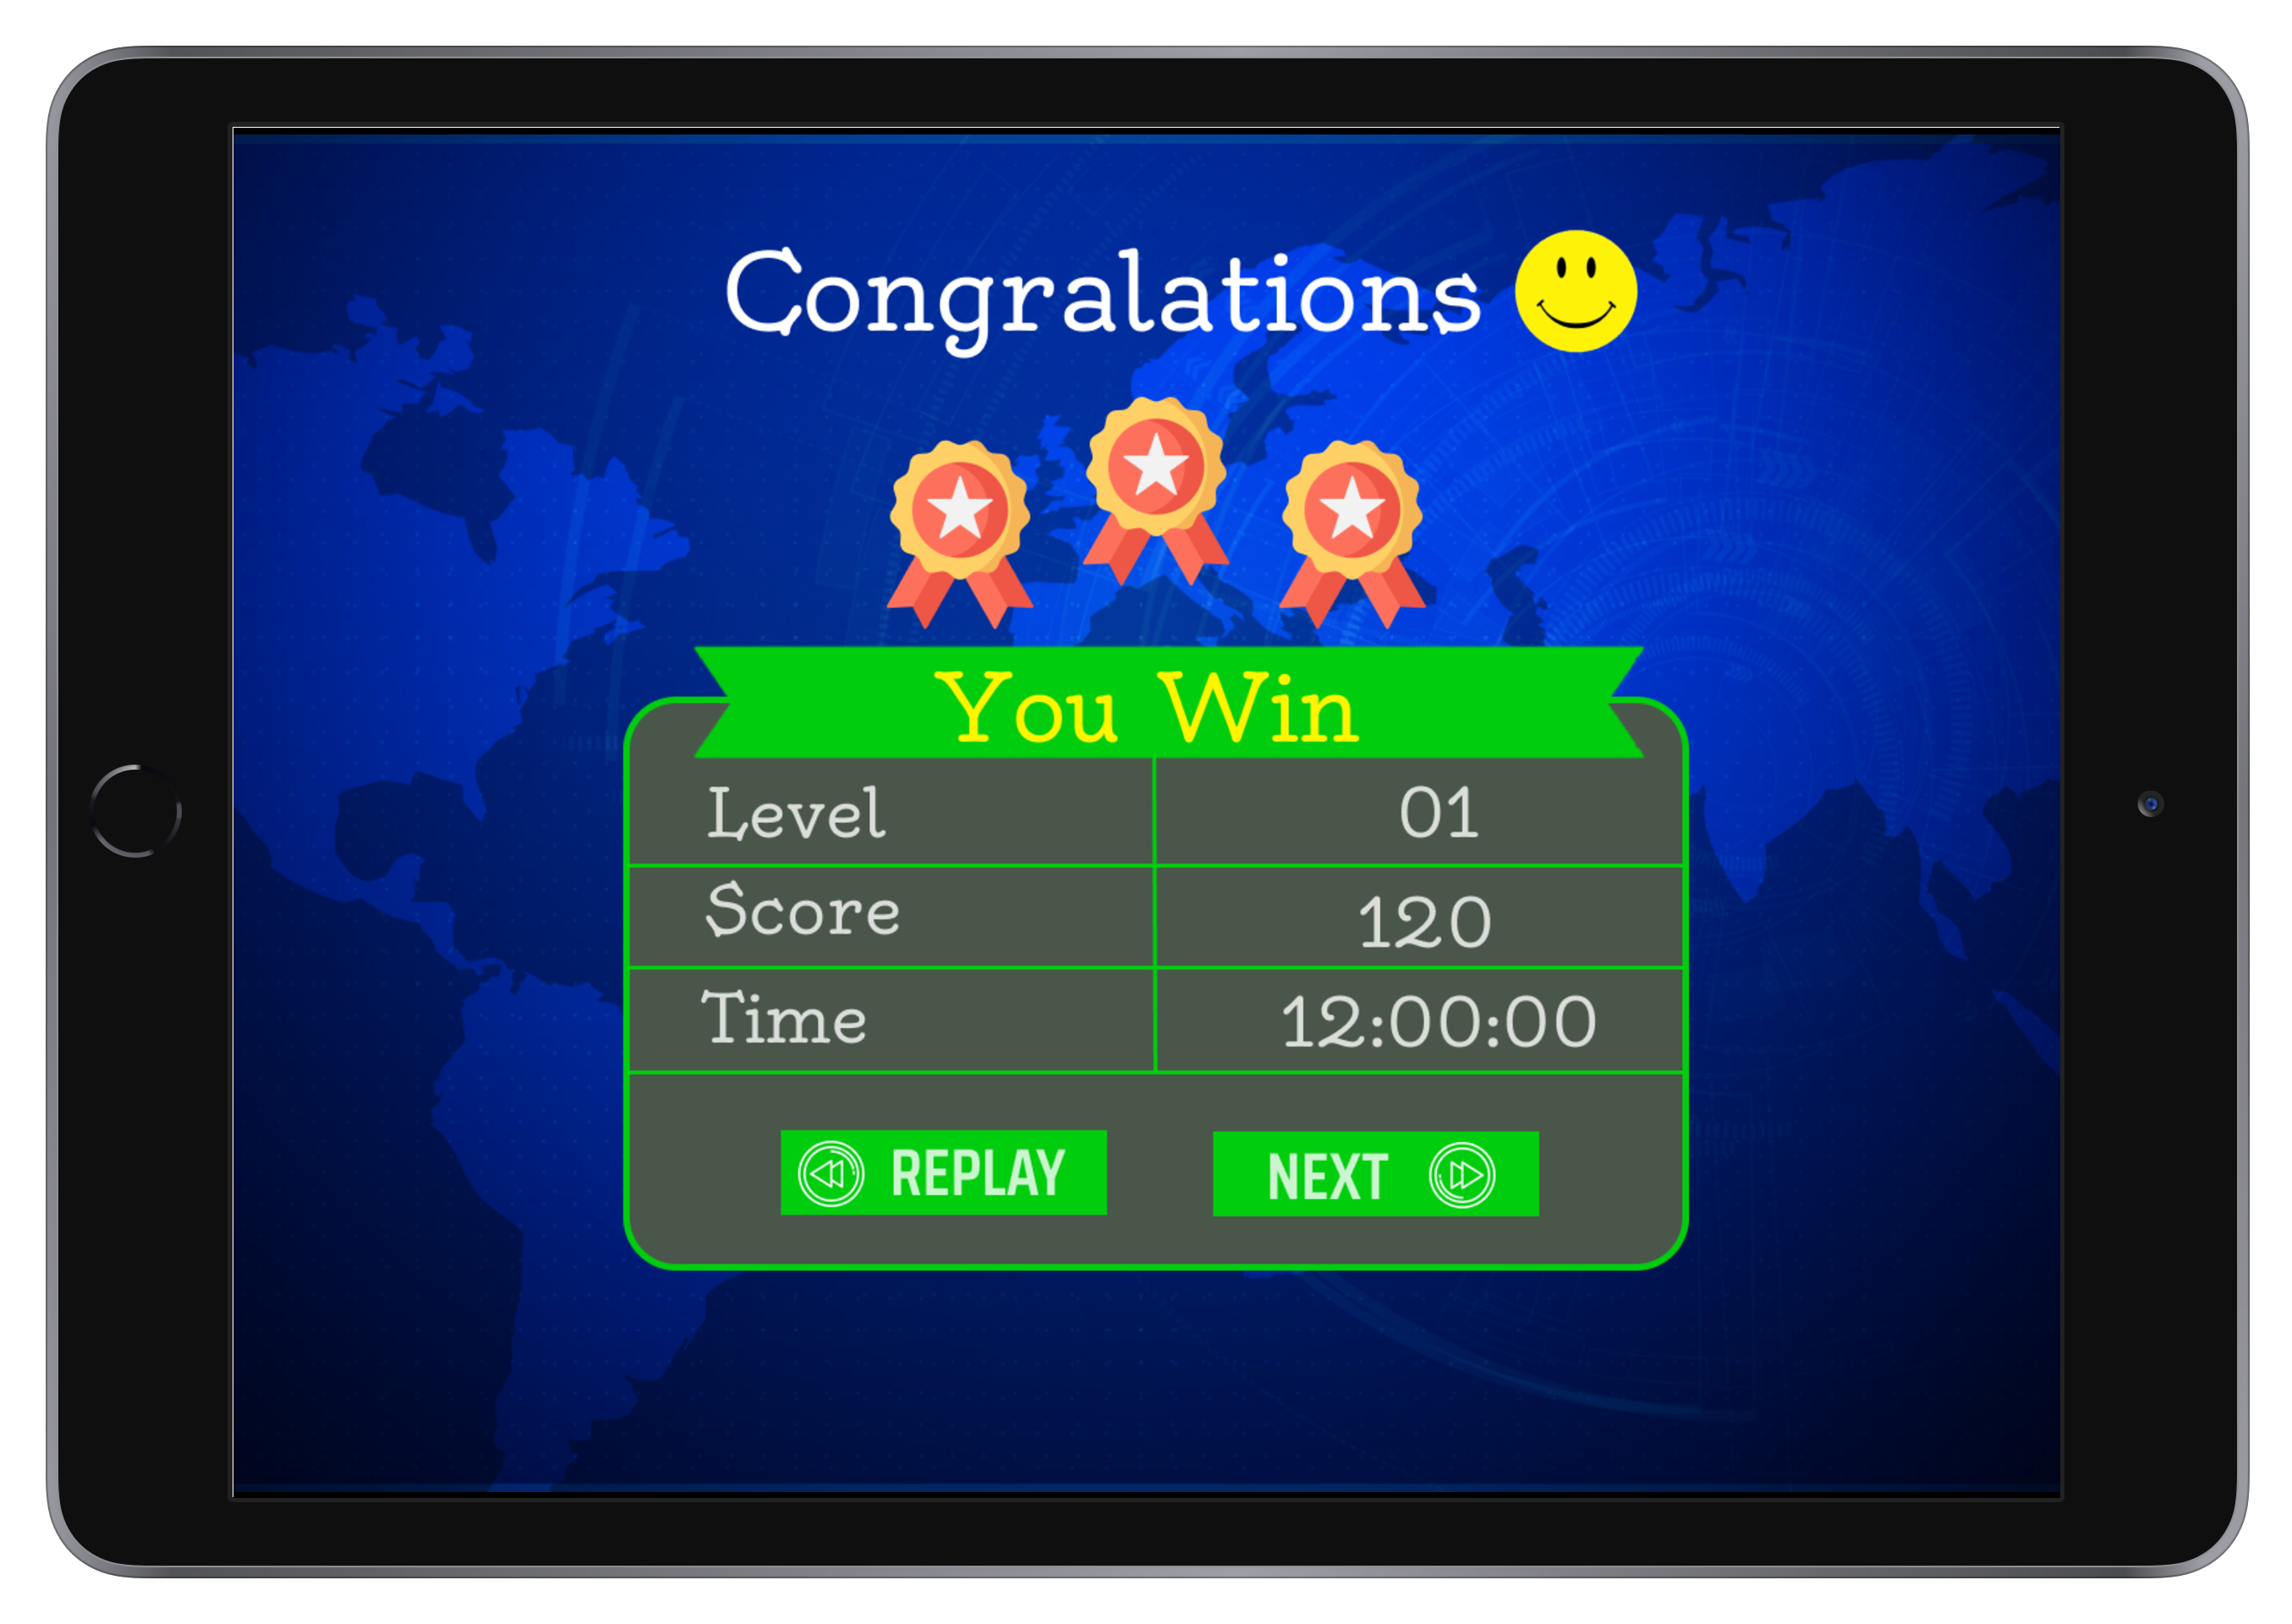 Congralations
You Win
Level 01
Score 120
Time 12:00:00
REPLAY NEXT